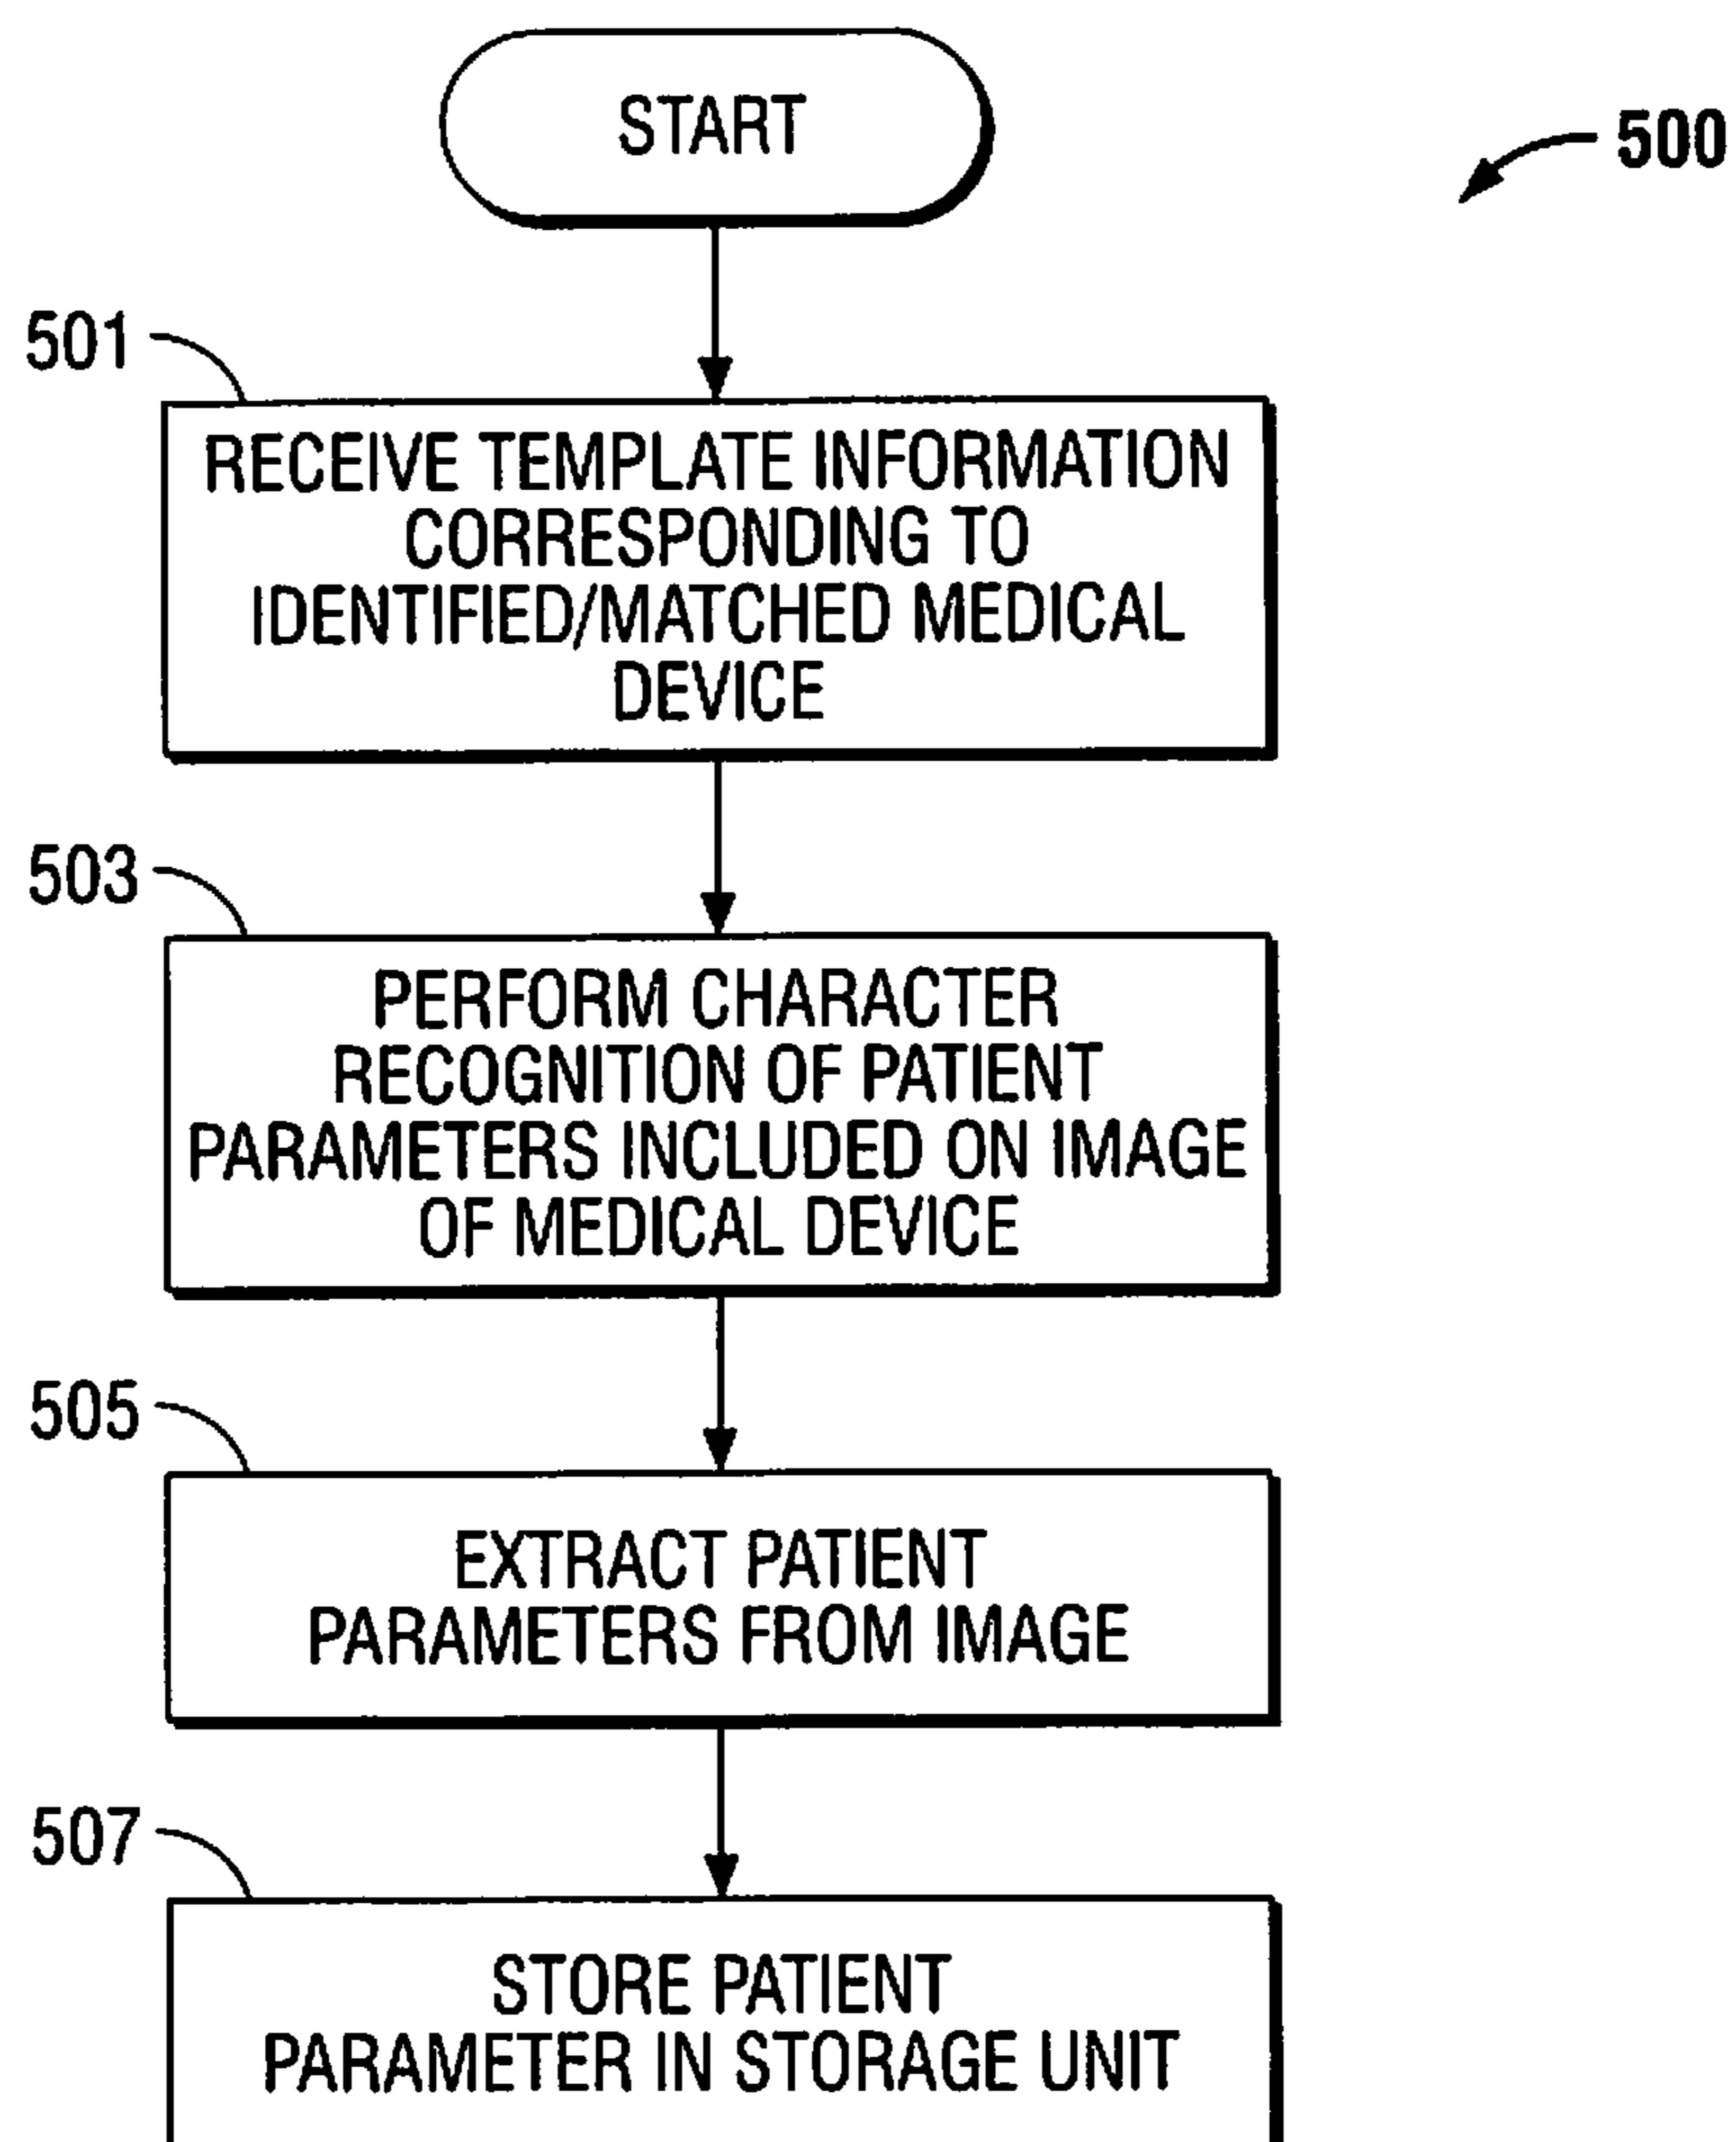 START
500
501
RECEIVE TEMPLATE INFORMATION
CORRESPONDING TO
IDENTIFIED/MATCHED MEDICAL
DEVICE
503
PERFORM CHARACTER
RECOGNITION OF PATIENT
PARAMETERS INCLUDED ON IMAGE
OF MEDICAL DEVICE
505
EXTRACT PATIENT
PARAMETERS FROM IMAGE
507
STORE PATIENT
PARAMETER IN STORAGE UNIT